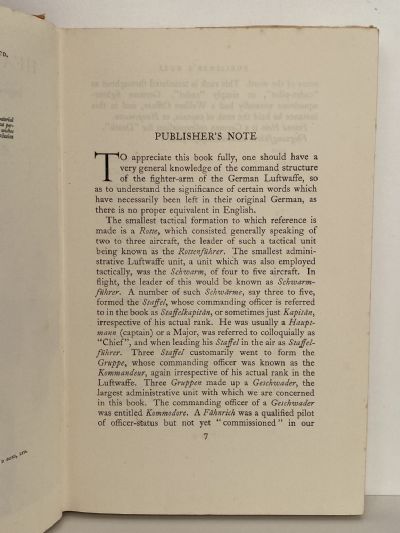 PUBLISHER'S NOTE
TO appreciate this book fully, one should have a
very general knowledge of the command structure
of the fighter-arm of the German Luftwaffe, so
as to understand the significance of certain words which
have necessarily been left in their original German, as
there is no proper equivalent in English.
The smallest tactical formation to which reference is
made is a Rotte, which consisted generally speaking of
two to three aircraft, the leader of such a tactical unit
being known as the Rottenführer. The smallest admini-
strative Luftwaffe unit, a unit which was also employed
tactically, was the Schwarm, of four to five aircraft. In
flight, the leader of this would be known as Schwarm-
führer. A number of such Schwärme, say three to five,
formed the Staffel, whose commanding officer is referred
to in the book as Staffelkapitän, or sometimes just Kapitän,
irrespective of his actual rank. He was usually a Haupt-
mann (captain) or a Major, was referred to colloquially as
"Chief", and when leading his Staffel in the air as Staffel-
führer. Three Staffel customarily went to form the
Gruppe, whose commanding officer was known as the
Kommandeur, again irrespective of his actual rank in the
Luftwaffe. Three Gruppen made up a Geschwader, the
largest administrative unit with which we are concerned
in this book. The commanding officer of a Geschwader
was entitled Kommodore. A Fähnrich was a qualified pilot
of officer-status but not yet "commissioned" in our
7